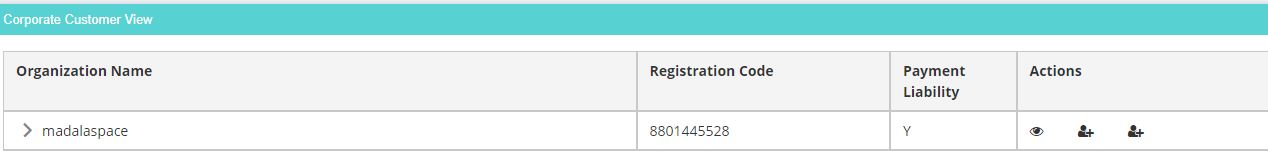 Corporate Customer View
Organization Name
Registration Code
Payment
Liability
Actions
madalaspace
8801445528
Y